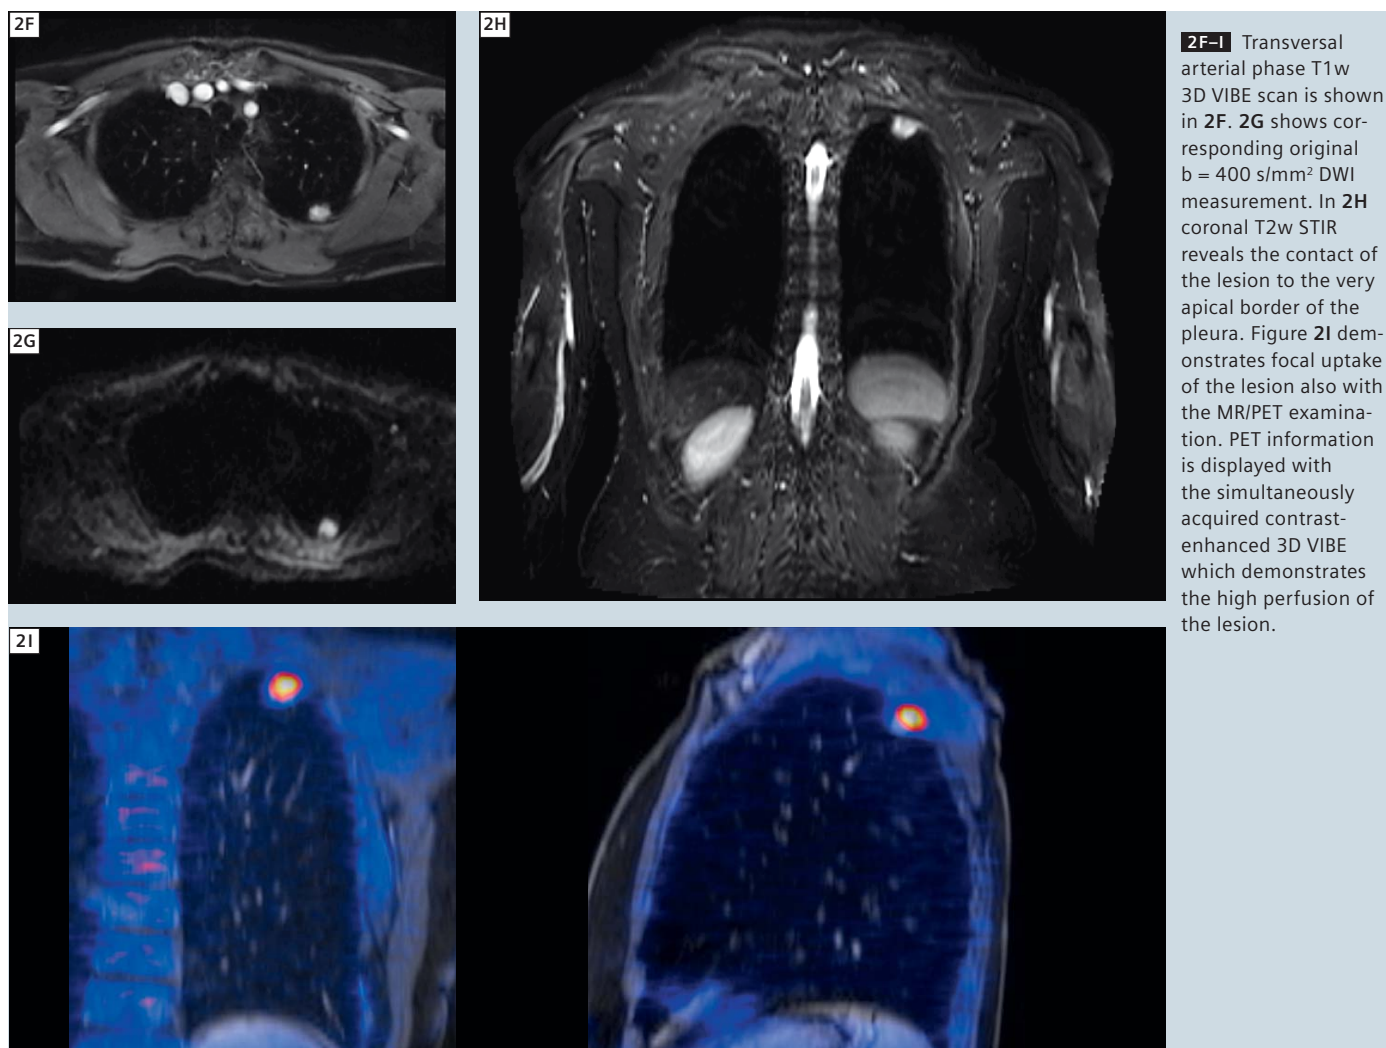 2F
2H
2F–I Transversal
arterial phase T1w
3D VIBE scan is shown
in 2F. 2G shows cor-
responding original
b = 400 s/mm² DWI
measurement. In 2H
coronal T2w STIR
reveals the contact of
the lesion to the very
apical border of the
pleura. Figure 2I dem-
onstrates focal uptake
of the lesion also with
the MR/PET examina-
tion. PET information
is displayed with
the simultaneously
acquired contrast-
enhanced 3D VIBE
which demonstrates
the high perfusion of
the lesion.
2G
2I